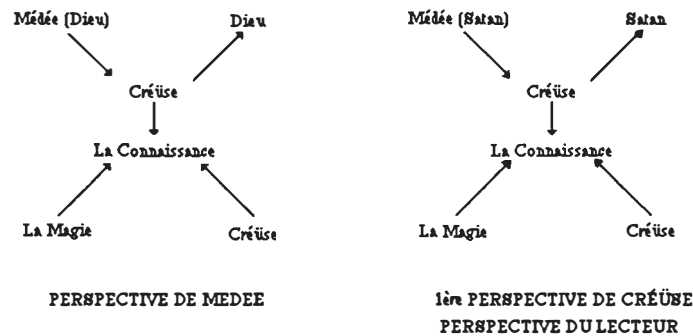 Médée (Dieu)
Dieu
Créüse
La Connaissance
La Magie
Créüse
PERSPECTIVE DE MEDEE
Médée (Satan)
Satan
Créüse
La Connaissance
La Magie
Créüse
1ère PERSPECTIVE DE CRÉÜSE
PERSPECTIVE DU LECTEUR